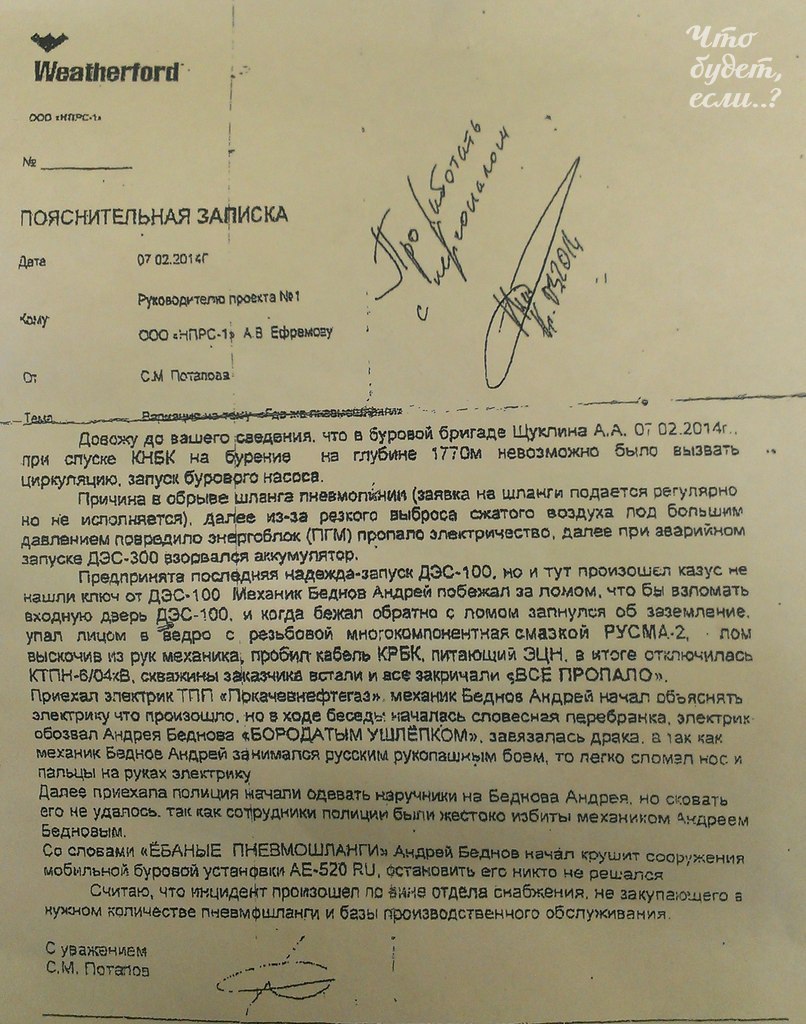 Что
будет,
если..?
Weatherford
ООО «НПРС-1»
№
Проработать
с персоналом
ПОЯСНИТЕЛЬНАЯ ЗАПИСКА
Дата 07 02.2014Г
Кому Руководителю проекта №1
ООО «НПРС-1» А.В Ефремову
От С.М Потапова
Тема Вариация на тему «Где же пневмошланги»
Довожу до вашего сведения, что в буровой бригаде Щуклина А.А. 07 02.2014г.,
при спуске КНБК на бурение на глубине 1770м невозможно было вызвать
циркуляцию, запуск бурового насоса.
Причина в обрыве шланга пневмолинии (заявка на шланги подается регулярно
но не исполняется), далее из-за резкого выброса сжатого воздуха под большим
давлением повредило энергоблок (ПГМ) пропало электричество, далее при аварийном
запуске ДЭС-300 взорвался аккумулятор.
Предпринята последняя надежда-запуск ДЭС-100, но и тут произошел казус не
нашли ключ от ДЭС-100 Механик Беднов Андрей побежал за ломом, что бы взломать
входную дверь ДЭС-100, и когда бежал обратно с ломом запнулся об заземление,
упал лицом в ведро с резьбовой многокомпонентная смазкой РУСМА-2, лом
выскочив из рук механика, пробил кабель КРБК, питающий ЭЦН, в итоге отключилась
КТПН-6/04кВ, скважины заказчика встали и все закричали «ВСЕ ПРОПАЛО».
Приехал электрик ТПП «Покачевнефтегаз», механик Беднов Андрей начал объяснять
электрику что произошло, но в ходе беседы началась словесная перебранка, электрик
обозвал Андрея Беднова «БОРОДАТЫМ УШЛЁПКОМ», завязалась драка, а так как
механик Беднов Андрей занимался русским рукопашным боем, то легко сломал нос и
пальцы на руках электрику
Далее приехала полиция начали одевать наручники на Беднова Андрея, но сковать
его не удалось, так как сотрудники полиции были жестоко избиты механиком Андреем
Бедновым.
Со словами «ЁБАНЫЕ ПНЕВМОШЛАНГИ» Андрей Беднов начал крушит сооружения
мобильной буровой установки АЕ-520 RU, остановить его никто не решался
Считаю, что инцидент произошел по вине отдела снабжения, не закупающего в
нужном количестве пневмошланги и базы производственного обслуживания.
С уважением
С.М. Потапов